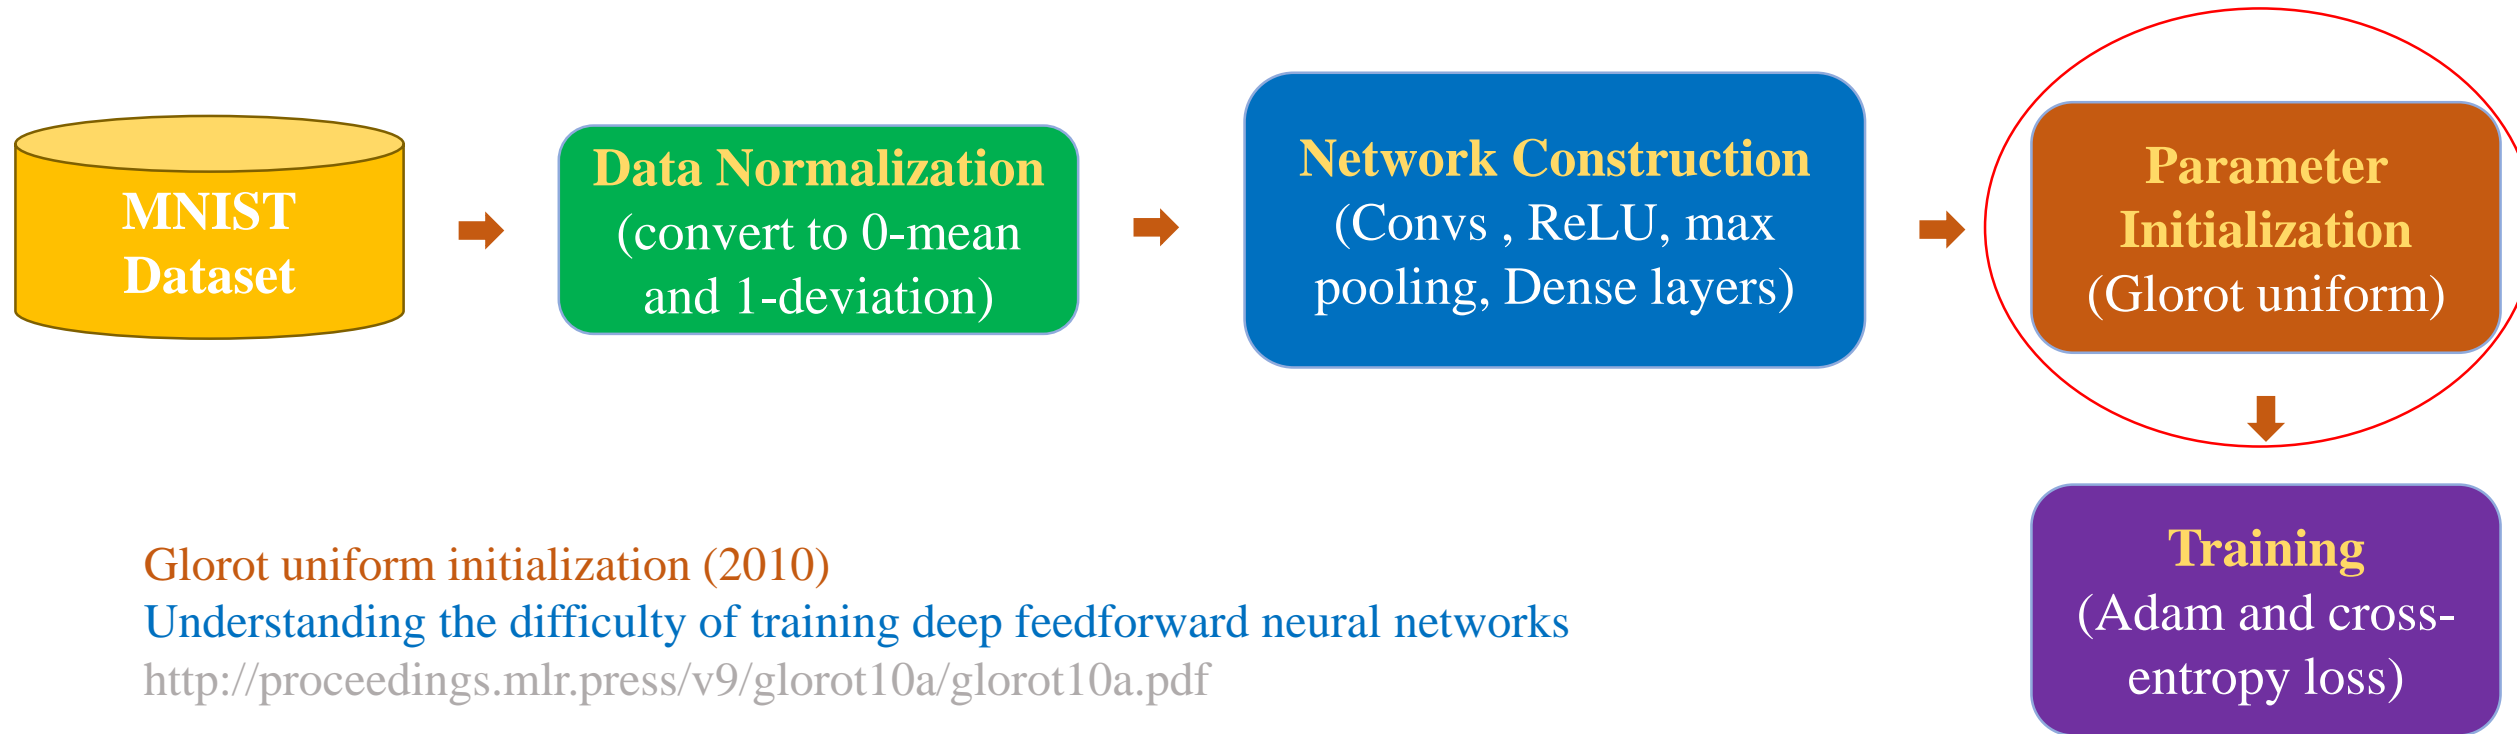 MNIST
Dataset
Data Normalization
(convert to 0-mean
and 1-deviation)
Network Construction
(Convs., ReLU, max
pooling, Dense layers)
Parameter
Initialization
(Glorot uniform)
Training
(Adam and cross-
entropy loss)
Glorot uniform initialization (2010)
Understanding the difficulty of training deep feedforward neural networks
http://proceedings.mlr.press/v9/glorot10a/glorot10a.pdf